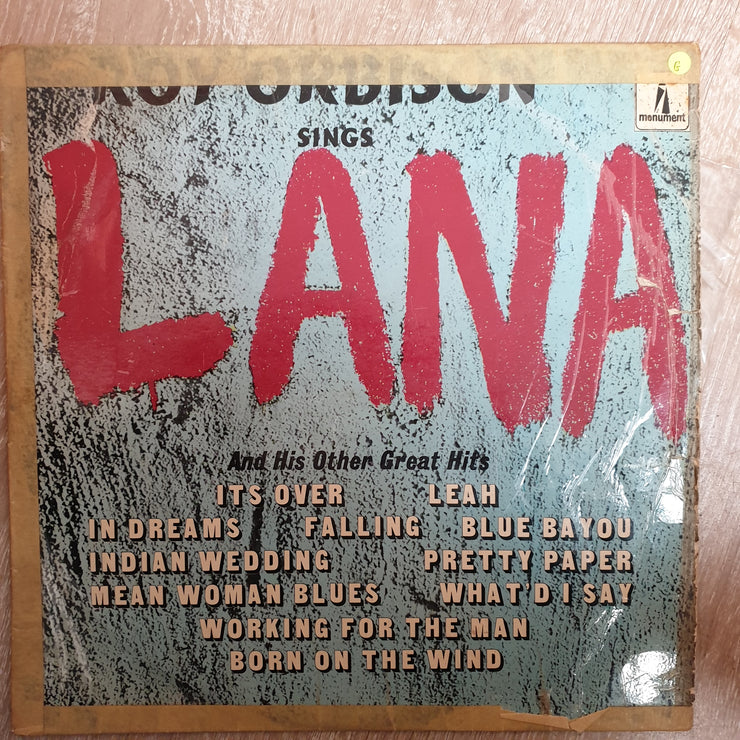 ROY ORBISON
G
monument
SINGS
LANA
And His Other Great Hits
ITS OVER LEAH
IN DREAMS FALLING BLUE BAYOU
INDIAN WEDDING PRETTY PAPER
MEAN WOMAN BLUES WHAT'D I SAY
WORKING FOR THE MAN
BORN ON THE WIND